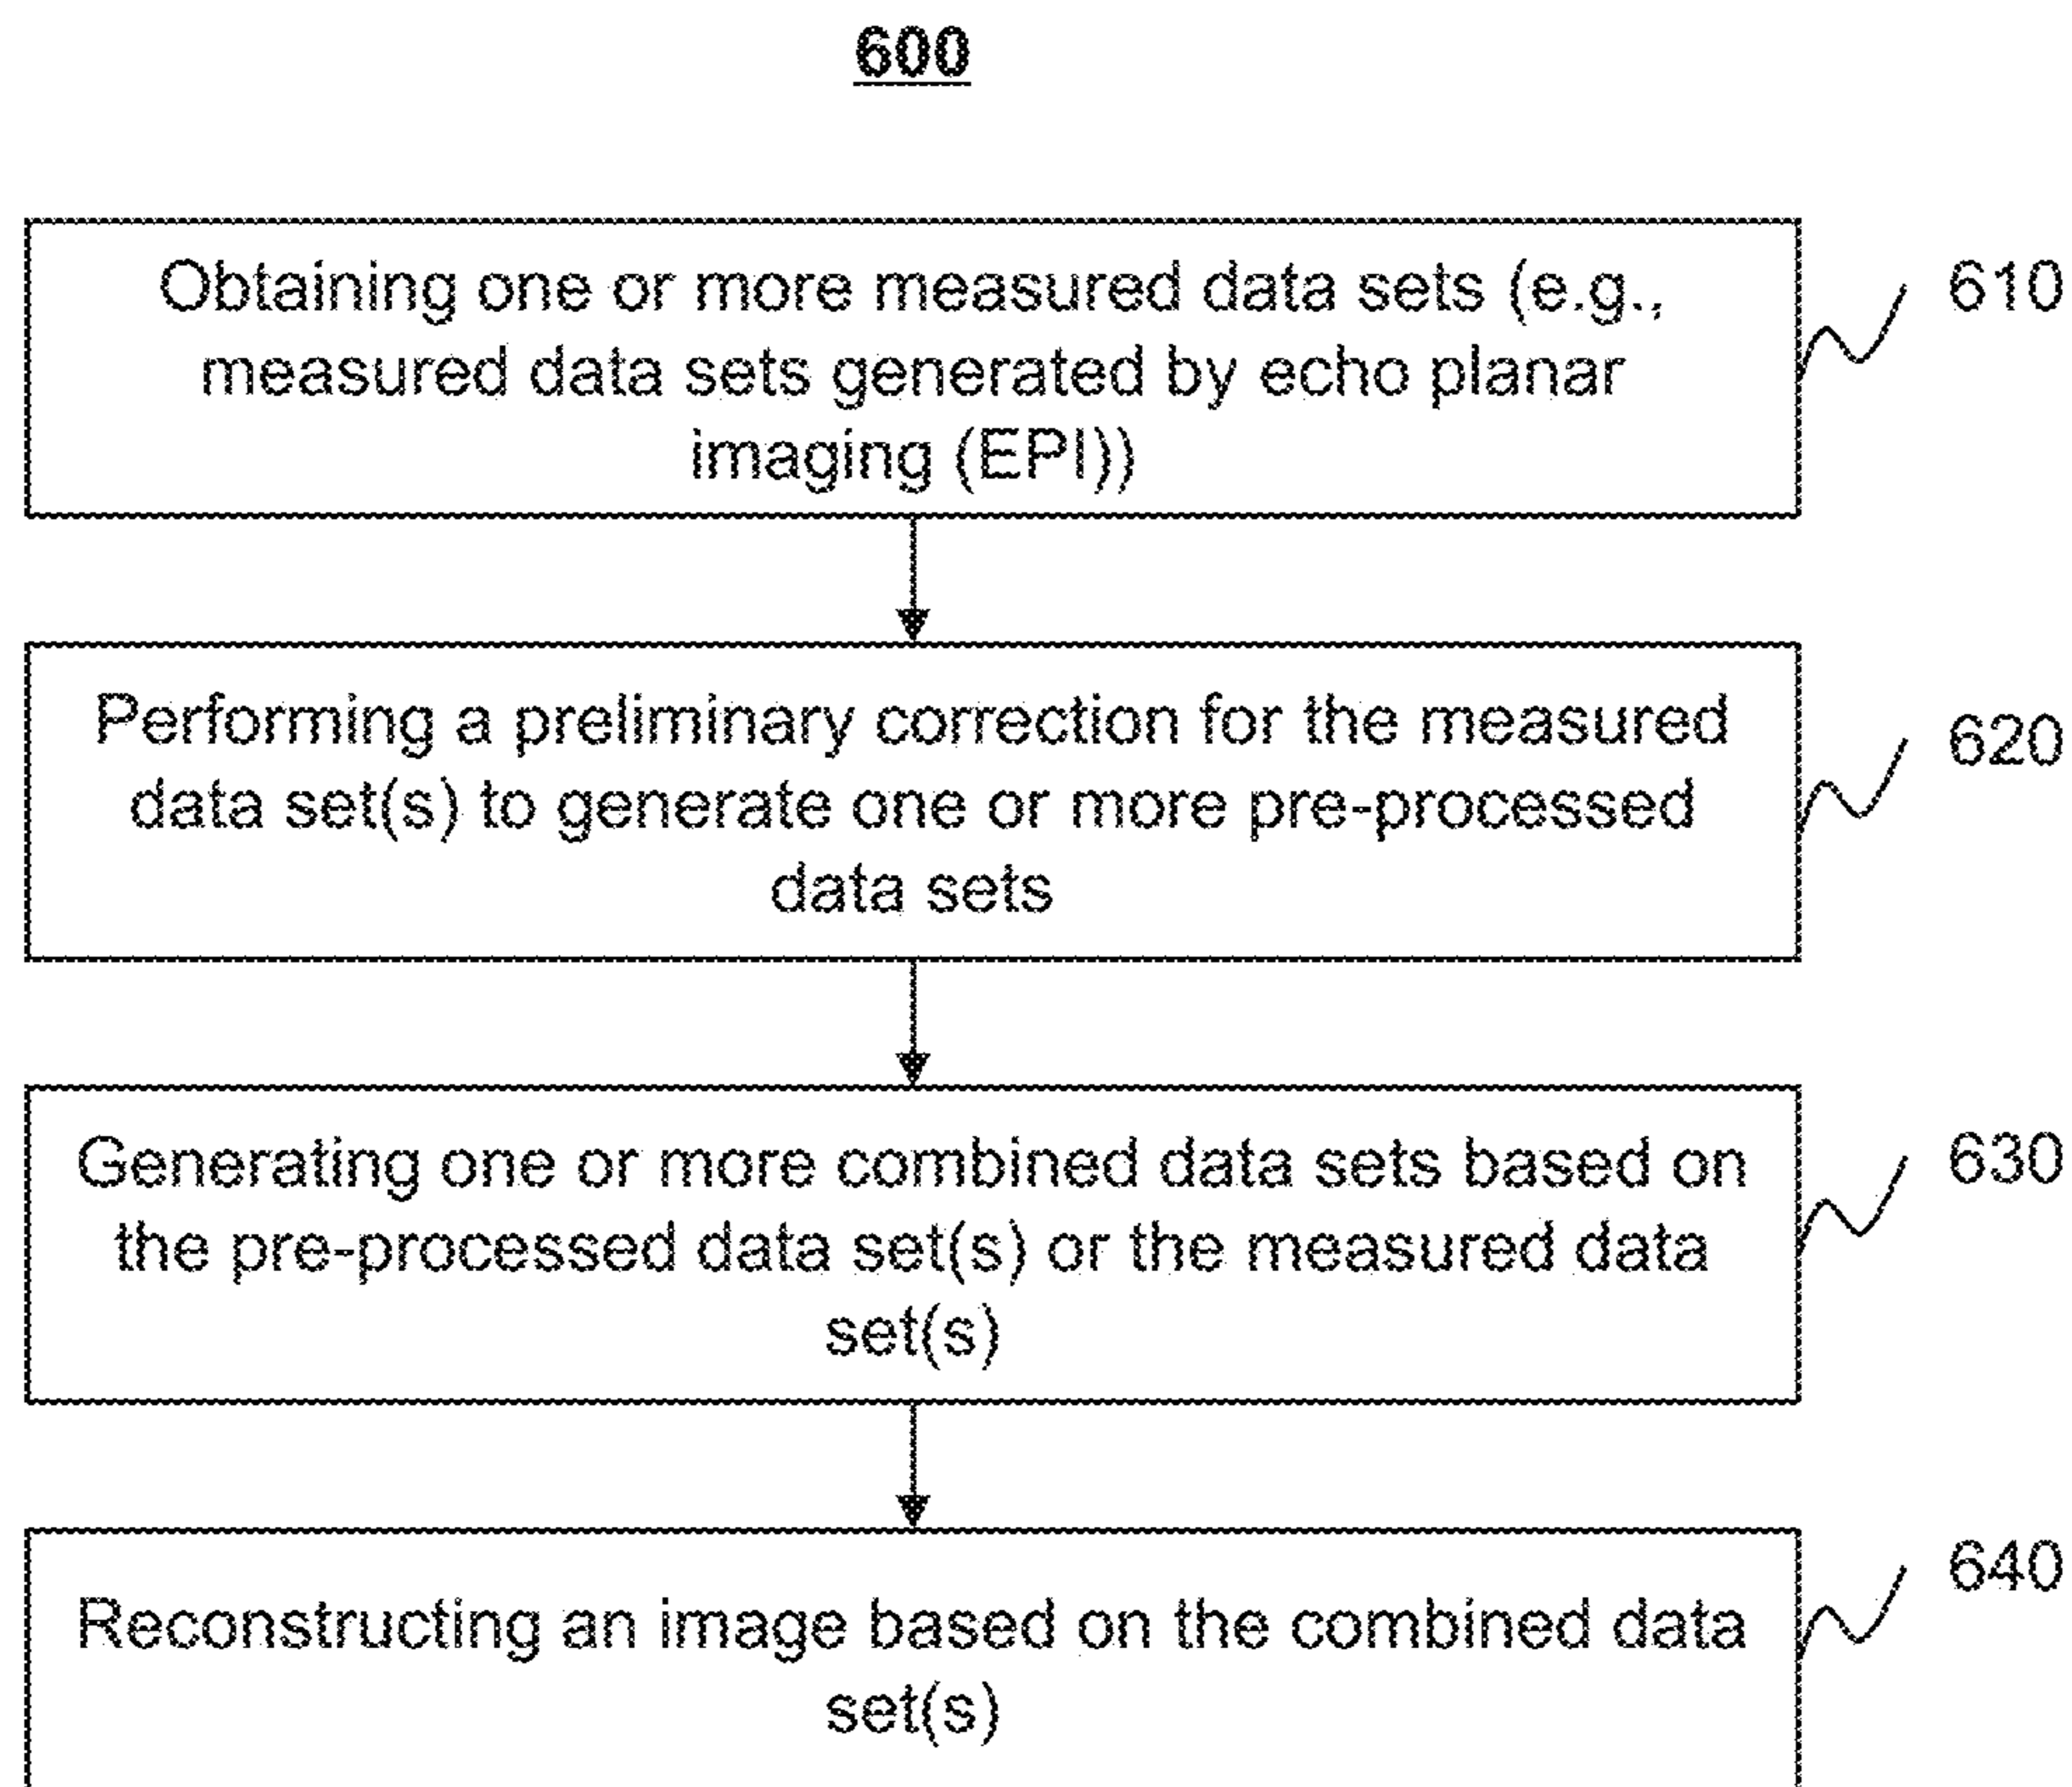 600
Obtaining one or more measured data sets (e.g.,
610
measured data sets generated by echo planar
imaging (EPI))
Performing a preliminary correction for the measured
620
data set(s) to generate one or more pre-processed
data sets
Generating one or more combined data sets based on
630
the pre-processed data set(s) or the measured data
set(s)
Reconstructing an image based on the combined data
640
set(s)